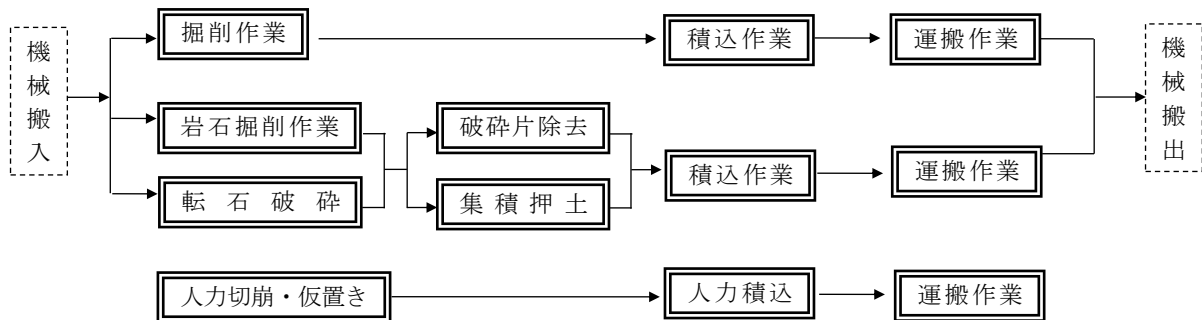 機械搬入
掘削作業
積込作業
運搬作業
機械搬出
岩石掘削作業
破砕片除去
転石破砕
集積押土
積込作業
運搬作業
人力切崩・仮置き
人力積込
運搬作業